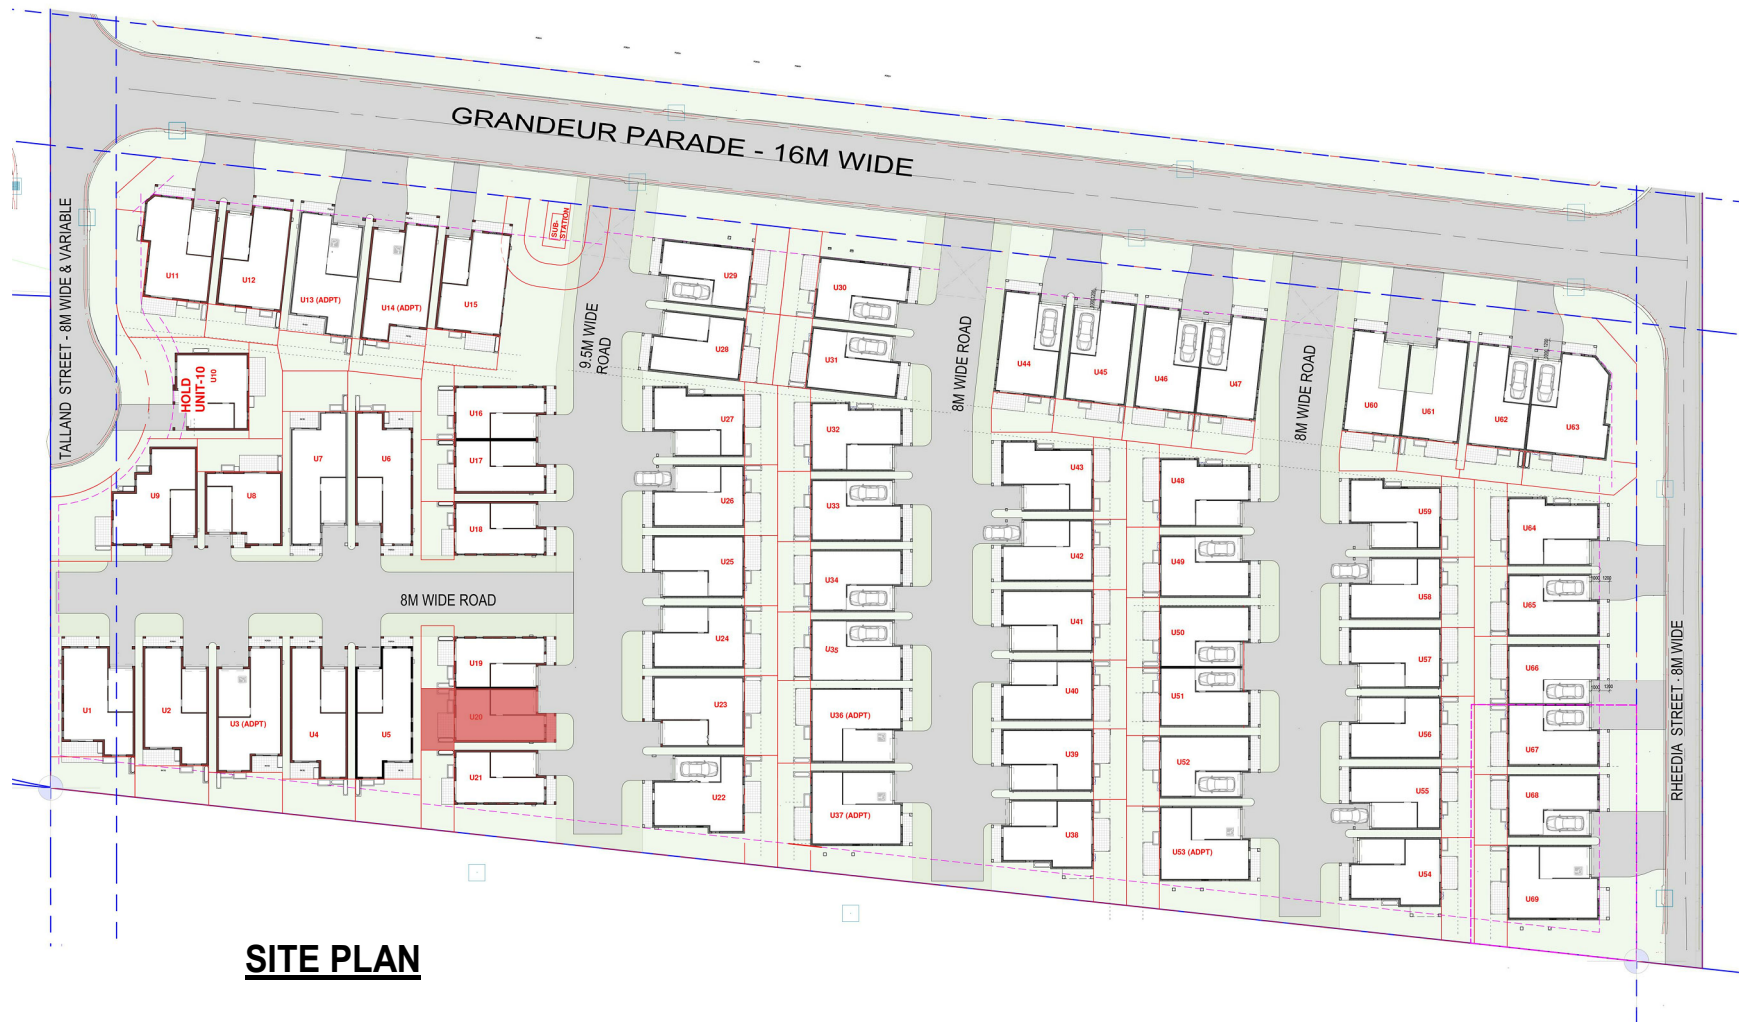 GRANDEUR PARADE - 16M WIDE
TALLAND STREET - 8M WIDE & VARIABLE
SUB-
STATION
U11
U12
U13 (ADPT)
U14 (ADPT)
U15
U29
U30
U28
U31
9.5M WIDE
ROAD
8M WIDE ROAD
8M WIDE ROAD
U44
U45
U46
U47
U60
U61
U62
U63
HOLD
UNIT-10
U10
U16
U17
U18
U7
U6
U9
U8
U27
U26
U25
U24
U23
U22
U32
U33
U34
U35
U36 (ADPT)
U37 (ADPT)
U43
U42
U41
U40
U39
U38
U48
U49
U50
U51
U52
U53 (ADPT)
U59
U58
U57
U56
U55
U54
U64
U65
U66
U67
U68
U69
8M WIDE ROAD
U1
U2
U3 (ADPT)
U4
U5
U19
U20
U21
RHEEDIA STREET - 8M WIDE
SITE PLAN